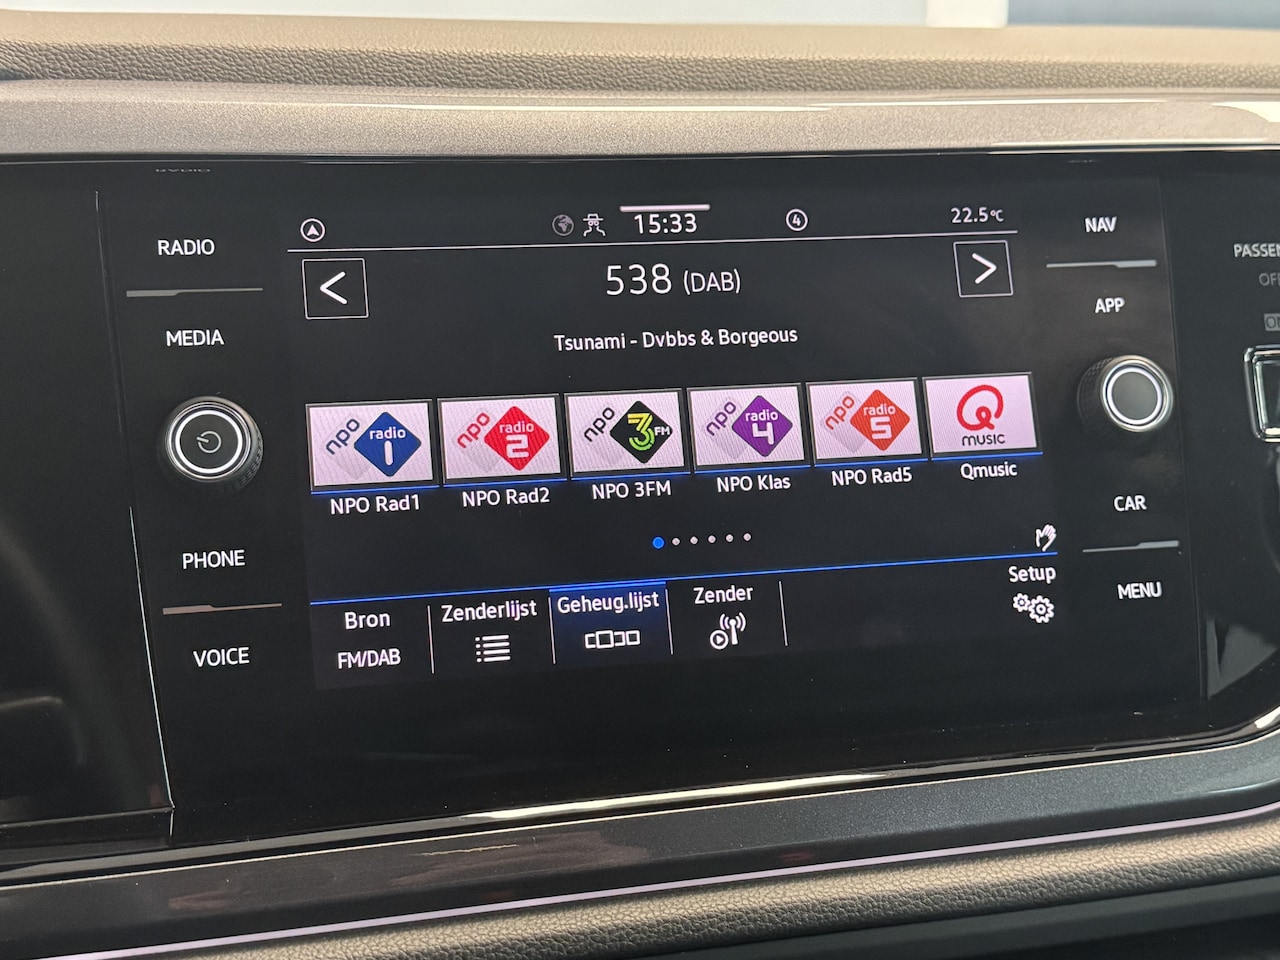 RADIO
MEDIA
PHONE
VOICE
15:33
4
22.5°C
<
538 (DAB)
>
Tsunami - Dvbbs & Borgeous
npo radio 1
npo radio 2
npo 3FM
npo radio 4
npo radio 5
Q MUSIC
NPO Rad1
NPO Rad2
NPO 3FM
NPO Klas
NPO Rad5
Qmusic
Bron
FM/DAB
Zenderlijst
Geheug.lijst
Zender
Setup
NAV
APP
CAR
MENU